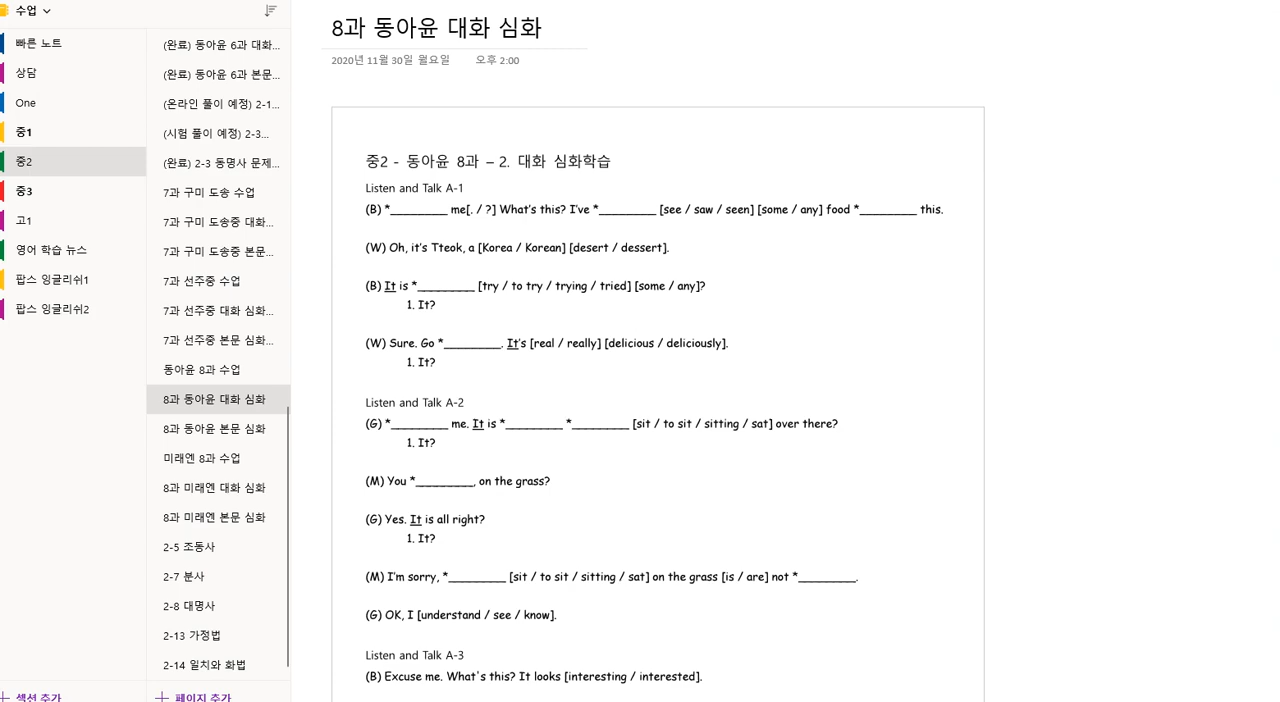 수업
빠른 노트
상담
One
중1
중2
중3
고1
영어 학습 뉴스
팝스 잉글리쉬1
팝스 잉글리쉬2
섹션 추가
(완료) 동아윤 6과 대화...
(완료) 동아윤 6과 본문...
(온라인 풀이 예정) 2-1...
(시험 풀이 예정) 2-3...
(완료) 2-3 동명사 문제...
7과 구미 도송 수업
7과 구미 도송중 대화...
7과 구미 도송중 본문...
7과 선주중 수업
7과 선주중 대화 심화...
7과 선주중 본문 심화...
동아윤 8과 수업
8과 동아윤 대화 심화
8과 동아윤 본문 심화
미래엔 8과 수업
8과 미래엔 대화 심화
8과 미래엔 본문 심화
2-5 조동사
2-7 분사
2-8 대명사
2-13 가정법
2-14 일치와 화법
페이지 추가
8과 동아윤 대화 심화
2020년 11월 30일 월요일 오후 2:00
중2 - 동아윤 8과 – 2. 대화 심화학습
Listen and Talk A-1
(B) *_________ me[. / ?] What's this? I've *_________ [see / saw / seen] [some / any] food *_________ this.
(W) Oh, it's Tteok, a [Korea / Korean] [desert / dessert].
(B) It is *_________ [try / to try / trying / tried] [some / any]?
1. It?
(W) Sure. Go *_________. It's [real / really] [delicious / deliciously].
1. It?
Listen and Talk A-2
(G) *_________ me. It is *_________ *_________ [sit / to sit / sitting / sat] over there?
1. It?
(M) You *_________, on the grass?
(G) Yes. It is all right?
1. It?
(M) I'm sorry, *_________ [sit / to sit / sitting / sat] on the grass [is / are] not *_________.
(G) OK, I [understand / see / know].
Listen and Talk A-3
(B) Excuse me. What's this? It looks [interesting / interested].